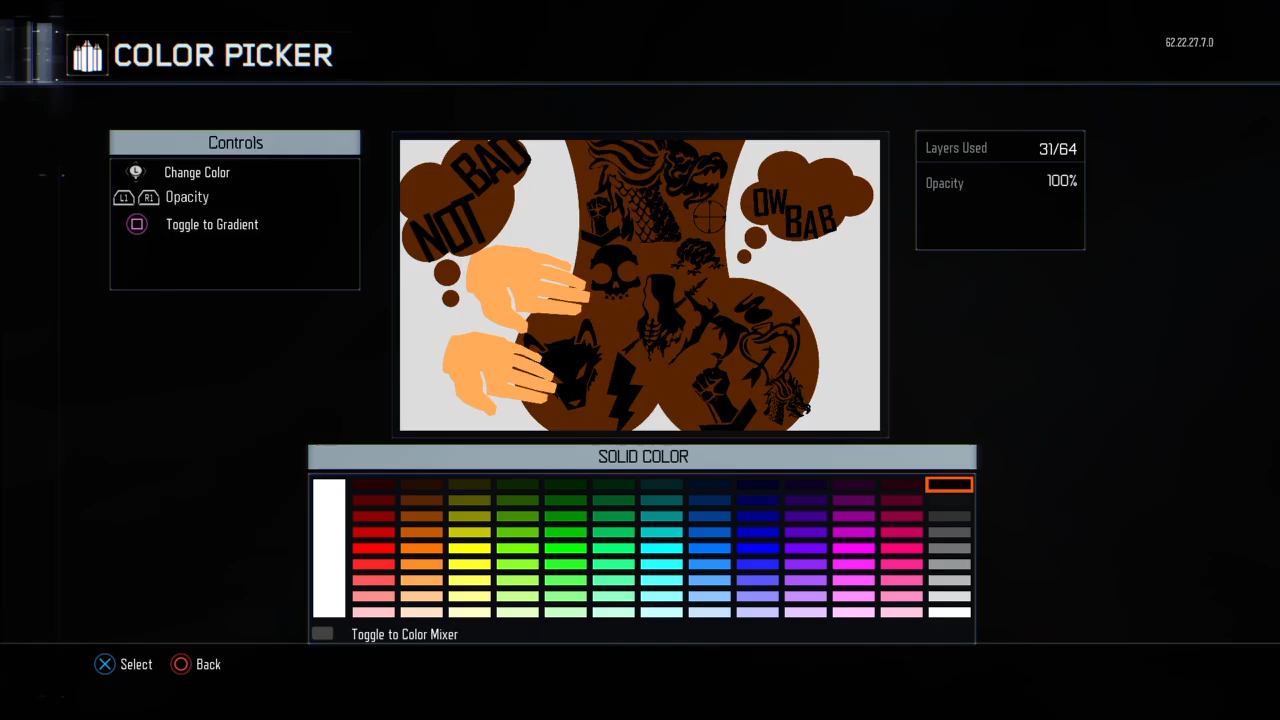 COLOR PICKER
62.22.27.7.0
Controls
L Change Color
L1 R1 Opacity
Toggle to Gradient
NOT BAD
OW
BAB
Layers Used 31/64
Opacity 100%
SOLID COLOR
Toggle to Color Mixer
Select Back